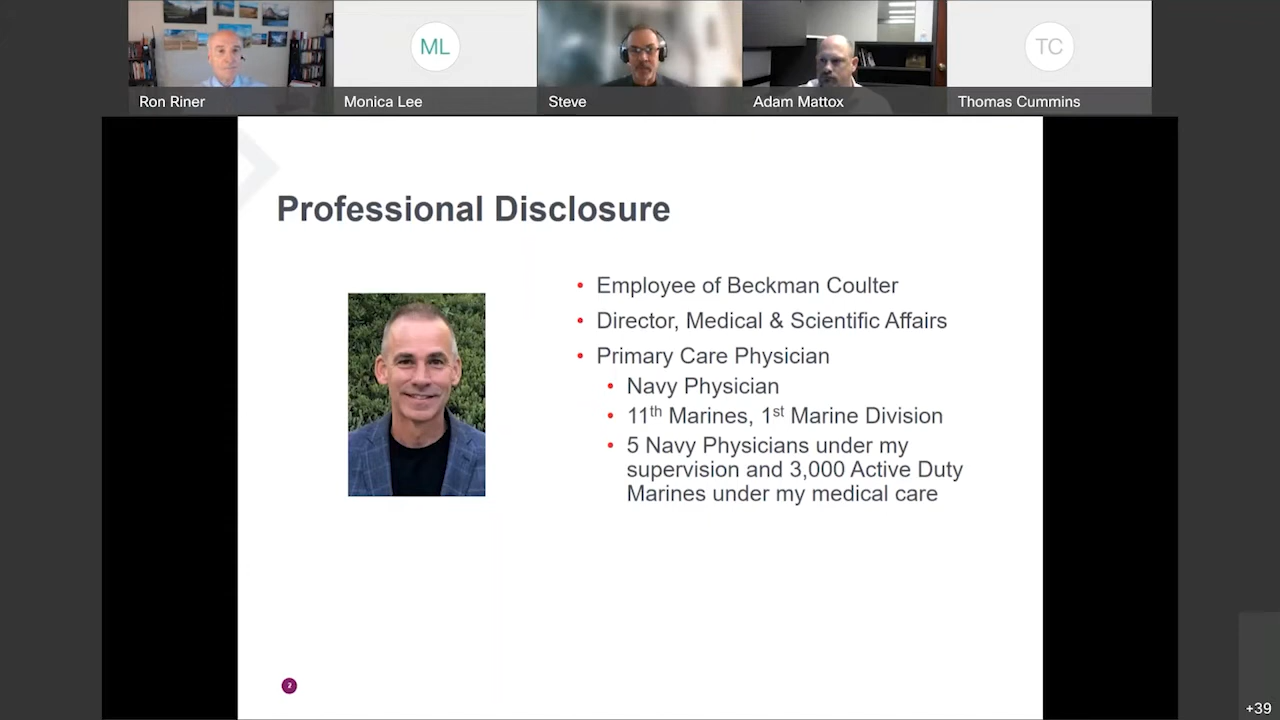 ML
TC
Ron Riner
Monica Lee
Steve
Adam Mattox
Thomas Cummins
Professional Disclosure
• Employee of Beckman Coulter
• Director, Medical & Scientific Affairs
• Primary Care Physician
• Navy Physician
• 11th Marines, 1st Marine Division
• 5 Navy Physicians under my
supervision and 3,000 Active Duty
Marines under my medical care
2
+39